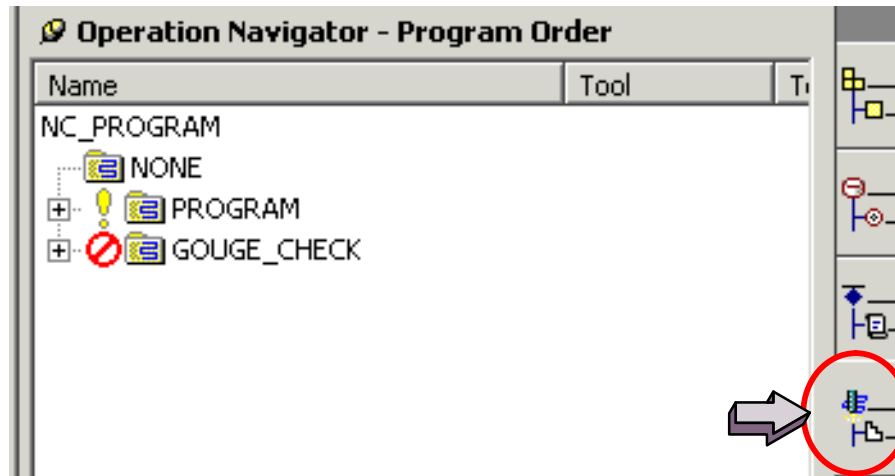 Operation Navigator - Program Order
Name Tool
NC_PROGRAM
NONE
PROGRAM
GOUGE_CHECK